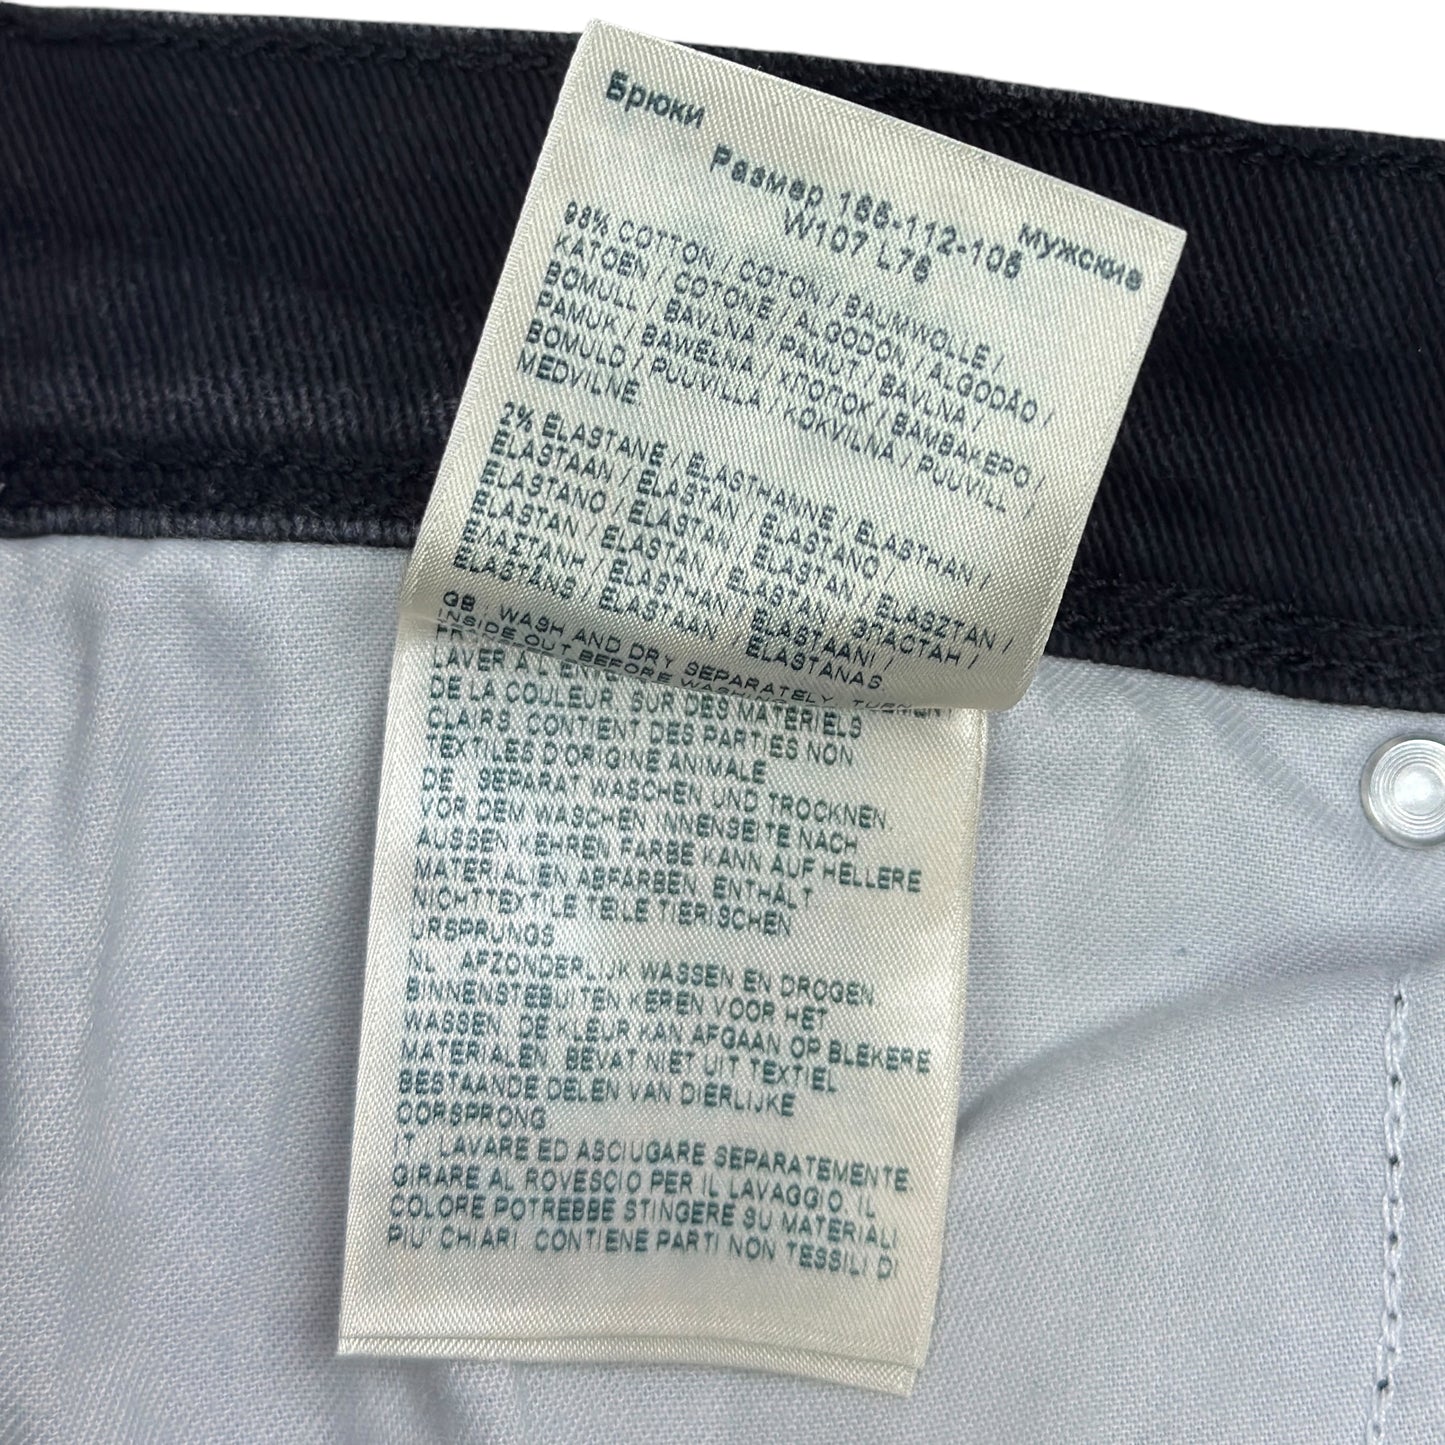 Брюки
мужские
Размер 188-112-106
W107 L76
98% COTTON / COTON / BAUMWOLLE /
KATOEN / COTONE / ALGODON / ALGODÃO /
BOMULL / BAVLNA / PAMUT / BAVLNA /
PAMUK / BAWEŁNA / ХЛОПОК / BAMBAKEPO /
BOMULD / PUUVILLA / KOKVILNA / PUUVILL /
MEDVILNE
2% ELASTANE / ELASTHANNE / ELASTHAN /
ELASTAAN / ELASTAN / ELASTANO /
ELASTANO / ELASTAN / ELASTAN / ELASZTAN /
ELASTAN / ELASTAN / ELASTAN / ЭЛАСТАН /
ΕΛΑΣΤΑΝΗ / ELASTHAN / ELASTAANI /
ELASTANS / ELASTAAN / ELASTANAS
GB : WASH AND DRY SEPARATELY, TURN
INSIDE OUT BEFORE WASHING
LAVER À L'ENVERS
DE LA COULEUR, SUR DES MATERIELS
CLAIRS. CONTIENT DES PARTIES NON
TEXTILES D'ORIGINE ANIMALE
DE : SEPARAT WASCHEN UND TROCKNEN,
VOR DEM WASCHEN INNENSEITE NACH
AUSSEN KEHREN, FARBE KANN AUF HELLERE
MATERIALIEN ABFARBEN, ENTHÄLT
NICHTTEXTILE TEILE TIERISCHEN
URSPRUNGS
NL : AFZONDERLIJK WASSEN EN DROGEN,
BINNENSTEBUITEN KEREN VOOR HET
WASSEN, DE KLEUR KAN AFGAAN OP BLEKERE
MATERIALEN, BEVAT NIET UIT TEXTIEL
BESTAANDE DELEN VAN DIERLIJKE
OORSPRONG
IT : LAVARE ED ASCIUGARE SEPARATEMENTE,
GIRARE AL ROVESCIO PER IL LAVAGGIO, IL
COLORE POTREBBE STINGERE SU MATERIALI
PIU' CHIARI. CONTIENE PARTI NON TESSILI DI